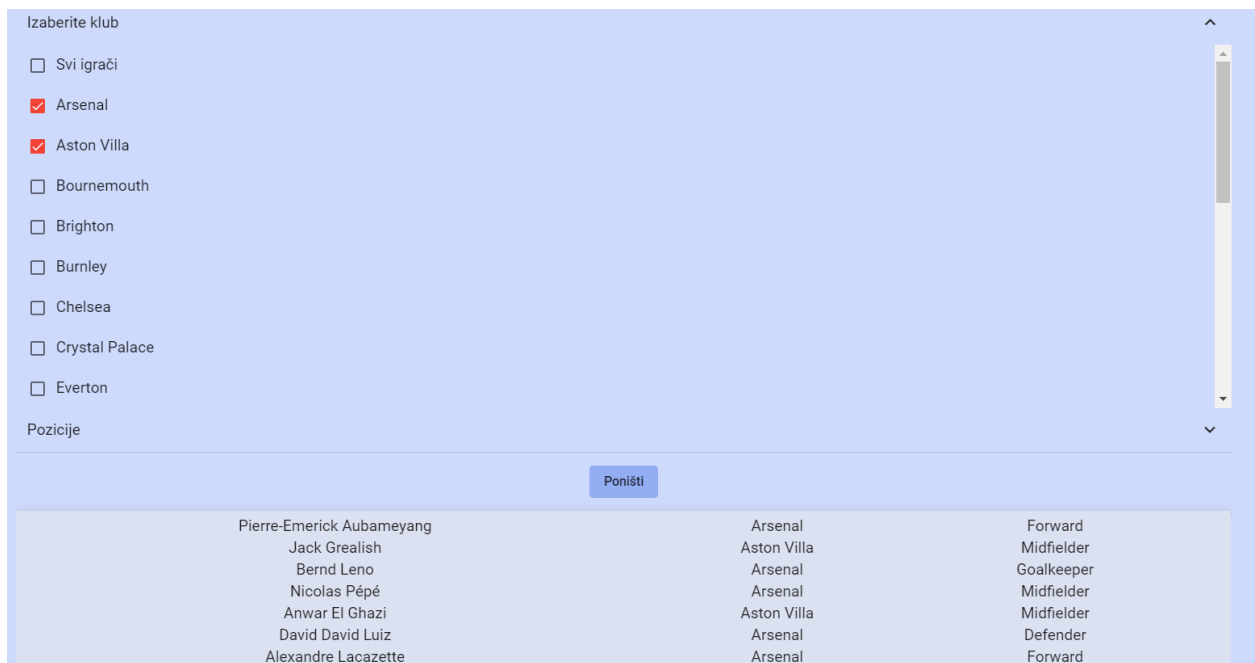 Izaberite klub
Svi igrači
Arsenal
Aston Villa
Bournemouth
Brighton
Burnley
Chelsea
Crystal Palace
Everton
Pozicije
Poništi
Pierre-Emerick Aubameyang Arsenal Forward
Jack Grealish Aston Villa Midfielder
Bernd Leno Arsenal Goalkeeper
Nicolas Pépé Arsenal Midfielder
Anwar El Ghazi Aston Villa Midfielder
David David Luiz Arsenal Defender
Alexandre Lacazette Arsenal Forward